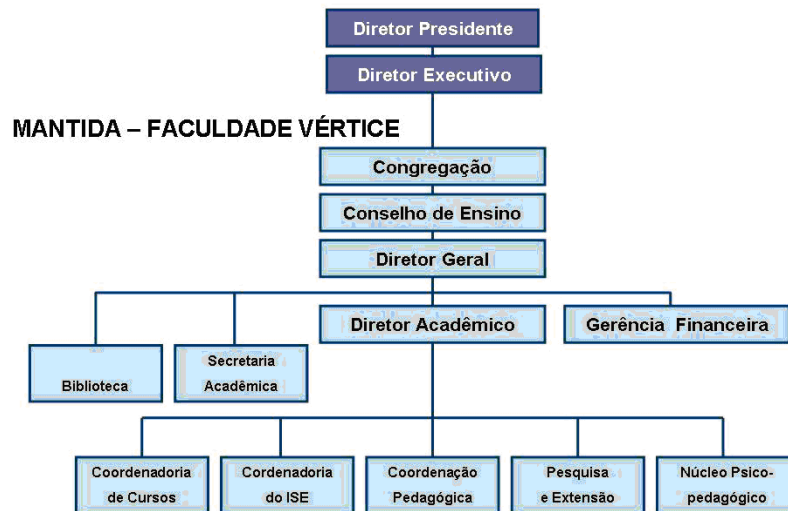 Diretor Presidente
Diretor Executivo
MANTIDA – FACULDADE VÉRTICE
Congregação
Conselho de Ensino
Diretor Geral
Diretor Acadêmico
Gerência Financeira
Biblioteca
Secretaria
Acadêmica
Coordenadoria
de Cursos
Cordenadoria
do ISE
Coordenação
Pedagógica
Pesquisa
e Extensão
Núcleo Psico-
pedagógico